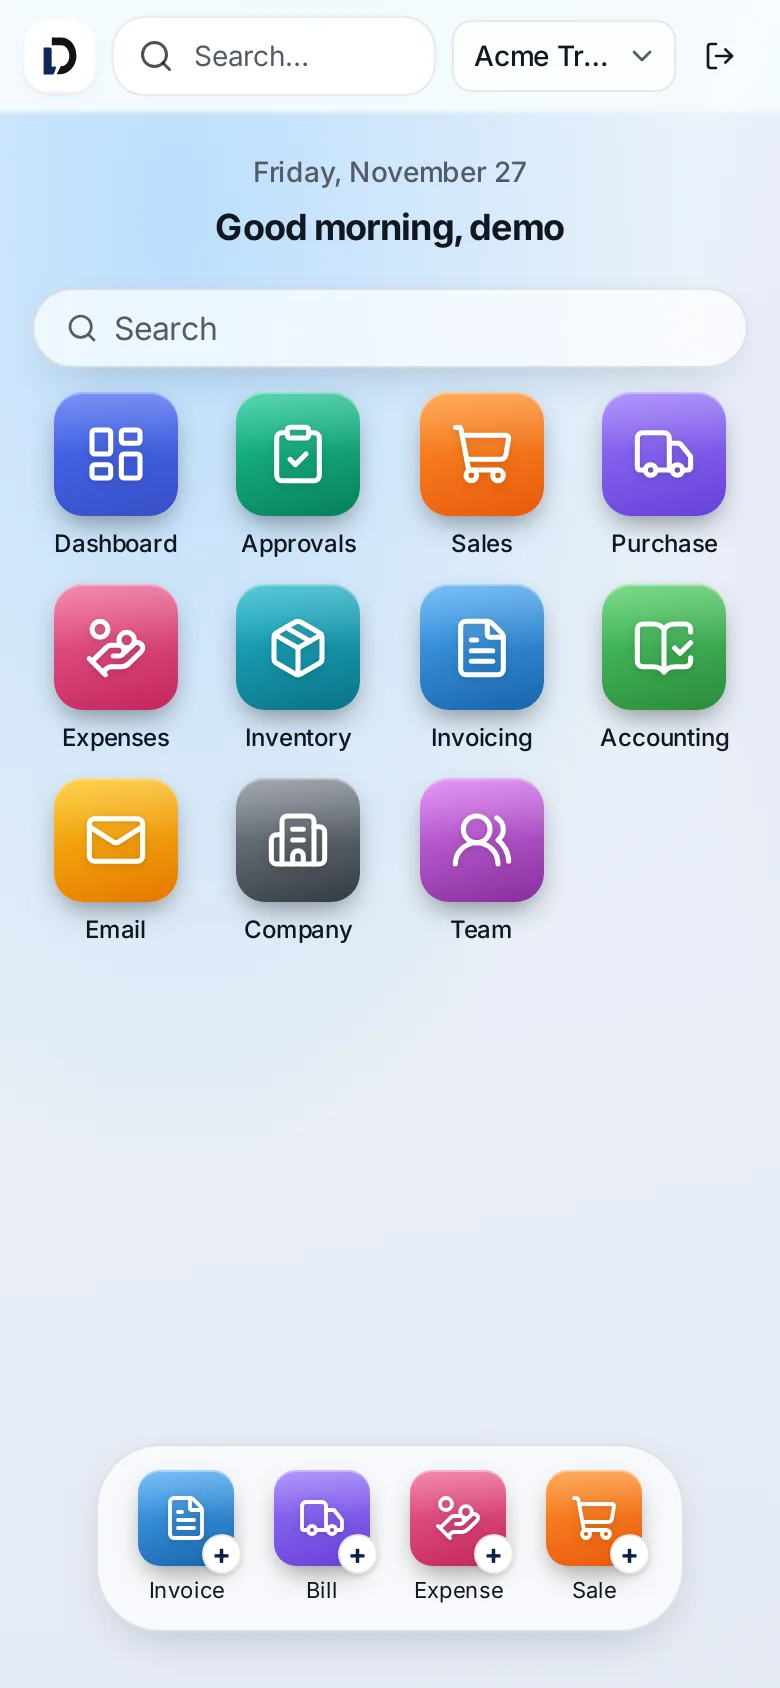 Search...
Acme Tr...
Friday, November 27
Good morning, demo
Search
Dashboard
Approvals
Sales
Purchase
Expenses
Inventory
Invoicing
Accounting
Email
Company
Team
Invoice
Bill
Expense
Sale